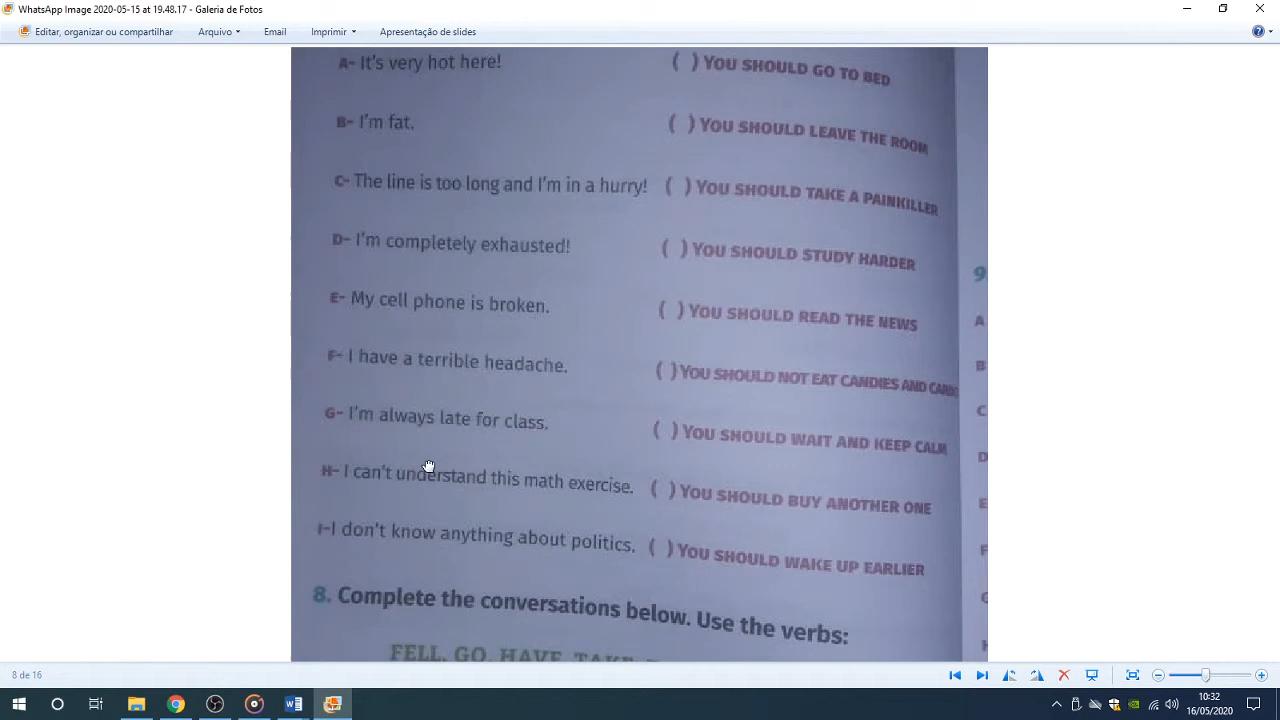 WhatsApp Image 2020-05-15 at 19.48.17 - Galeria de Fotos
Editar, organizar ou compartilhar Arquivo Email Imprimir Apresentação de slides
A- It's very hot here! ( ) YOU SHOULD GO TO BED
B- I'm fat. ( ) YOU SHOULD LEAVE THE ROOM
C- The line is too long and I'm in a hurry! ( ) YOU SHOULD TAKE A PAINKILLER
D- I'm completely exhausted! ( ) YOU SHOULD STUDY HARDER
9.
E- My cell phone is broken. ( ) YOU SHOULD READ THE NEWS
A
F- I have a terrible headache. ( ) YOU SHOULD NOT EAT CANDIES AND
B
G- I'm always late for class. ( ) YOU SHOULD WAIT AND KEEP CALM
C
D
H- I can't understand this math exercise. ( ) YOU SHOULD BUY ANOTHER ONE
E
I- I don't know anything about politics. ( ) YOU SHOULD WAKE UP EARLIER
F
8. Complete the conversations below. Use the verbs:
FELL, GO, HAVE, TAKE
8 de 16
10:32
16/05/2020